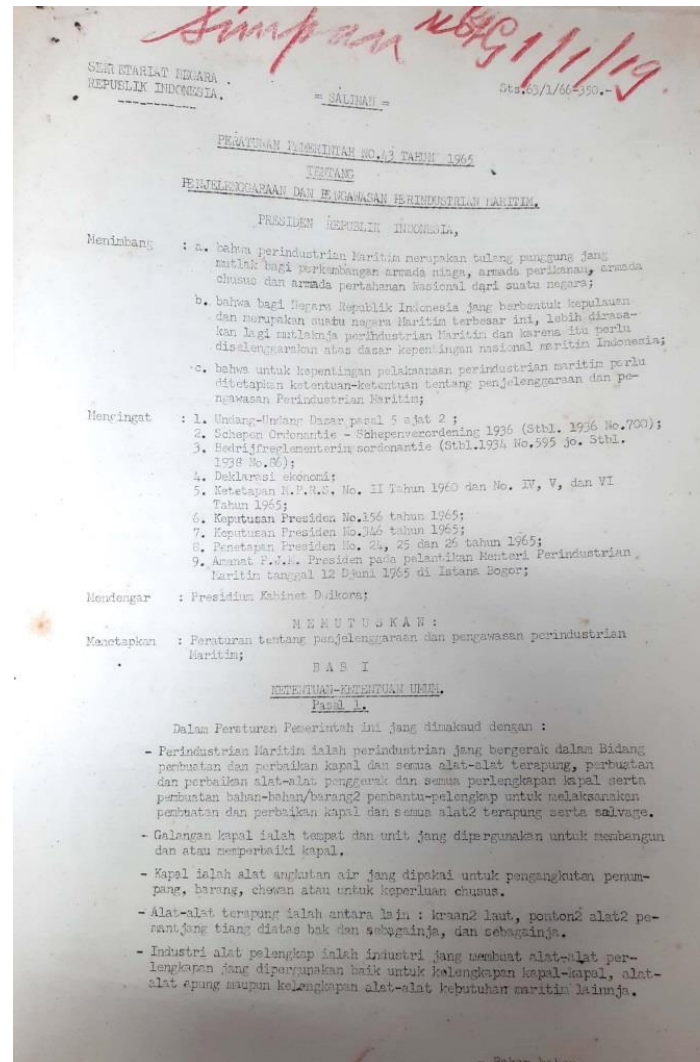 Simpan
1/1/19.
SEKRETARIAT NEGARA
REPUBLIK INDONESIA.
Sts.63/1/66-350.-
= SALINAN =
PERATURAN PEMERINTAH NO.43 TAHUN 1965
TENTANG
PENJELENGGARAAN DAN PENGAWASAN PERINDUSTRIAN MARITIM.
PRESIDEN REPUBLIK INDONESIA,
Menimbang : a. bahwa perindustrian Maritim merupakan tulang punggung jang
mutlak bagi perkembangan armada niaga, armada perikanan, armada
chusus dan armada pertahanan Nasional dari suatu negara;
b. bahwa bagi Negara Republik Indonesia jang berbentuk kepulauan
dan merupakan suatu negara Maritim terbesar ini, lebih dirasa-
kan lagi mutlaknja perindustrian Maritim dan karena itu perlu
diselenggarakan atas dasar kepentingan nasional maritim Indonesia;
c. bahwa untuk kepentingan pelaksanaan perindustrian maritim perlu
ditetapkan ketentuan-ketentuan tentang penjelenggaraan dan pe-
ngawasan Perindustrian Maritim;
Mengingat : 1. Undang-Undang Dasar pasal 5 ajat 2 ;
2. Schepen Ordonantie - Schepenverordening 1936 (Stbl. 1936 No.700);
3. Bedrijfreglementerin sordonantie (Stbl.1934 No.595 jo. Stbl.
1938 No.86);
4. Deklarasi ekonomi;
5. Ketetapan M.P.R.S. No. II Tahun 1960 dan No. IV, V, dan VI
Tahun 1965;
6. Keputusan Presiden No.156 tahun 1965;
7. Keputusan Presiden No.346 tahun 1965;
8. Penetapan Presiden No. 24, 25 dan 26 tahun 1965;
9. Amanat P.J.M. Presiden pada pelantikan Menteri Perindustrian
Maritim tanggal 12 Djuni 1965 di Istana Bogor;
Mendengar : Presidium Kabinet Dwikora;
M E M U T U S K A N :
Menetapkan : Peraturan tentang penjelenggaraan dan pengawasan perindustrian
Maritim;
B A B I
KETENTUAN-KETENTUAN UMUM.
Pasal 1.
Dalam Peraturan Pemerintah ini jang dimaksud dengan :
- Perindustrian Maritim ialah perindustrian jang bergerak dalam Bidang
pembuatan dan perbaikan kapal dan semua alat-alat terapung, perbuatan
dan perbaikan alat-alat penggerak dan semua perlengkapan kapal serta
pembuatan bahan-bahan/barang2 pembantu-pelengkap untuk melaksanakan
pembuatan dan perbaikan kapal dan semua alat2 terapung serta salvage.
- Galangan kapal ialah tempat dan unit jang dipergunakan untuk membangun
dan atau memperbaiki kapal.
- Kapal ialah alat angkutan air jang dipakai untuk pengangkutan penum-
pang, barang, chewan atau untuk keperluan chusus.
- Alat-alat terapung ialah antara lain : kraan2 laut, ponton2 alat2 pe-
mantjang tiang diatas bak dan sebagainja, dan sebagainja.
- Industri alat pelengkap ialah industri jang membuat alat-alat per-
lengkapan jang dipergunakan baik untuk kelengkapan kapal-kapal, alat-
alat apung maupun kelengkapan alat-alat kebutuhan maritim lainnja.